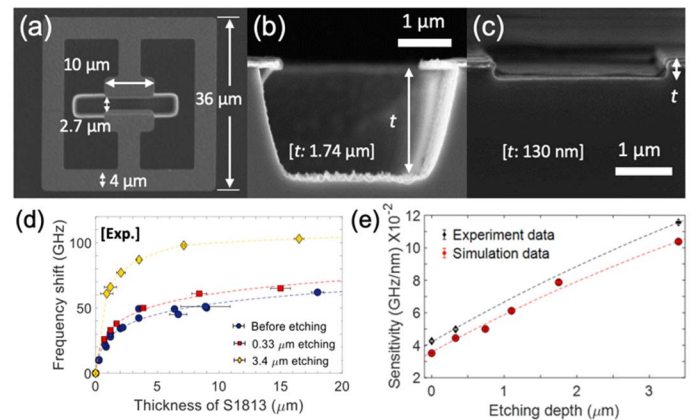 (a)
10 μm
36 μm
2.7 μm
4 μm
(b)
1 μm
t
[t: 1.74 μm]
(c)
t
[t: 130 nm]
1 μm
(d)
[Exp.]
Frequency shift (GHz)
100
50
0
Before etching
0.33 μm etching
3.4 μm etching
0 5 10 15 20
Thickness of S1813 (μm)
(e)
Sensitivity (GHz/nm) X10-2
12
10
8
6
4
2
Experiment data
Simulation data
0 1 2 3
Etching depth (μm)